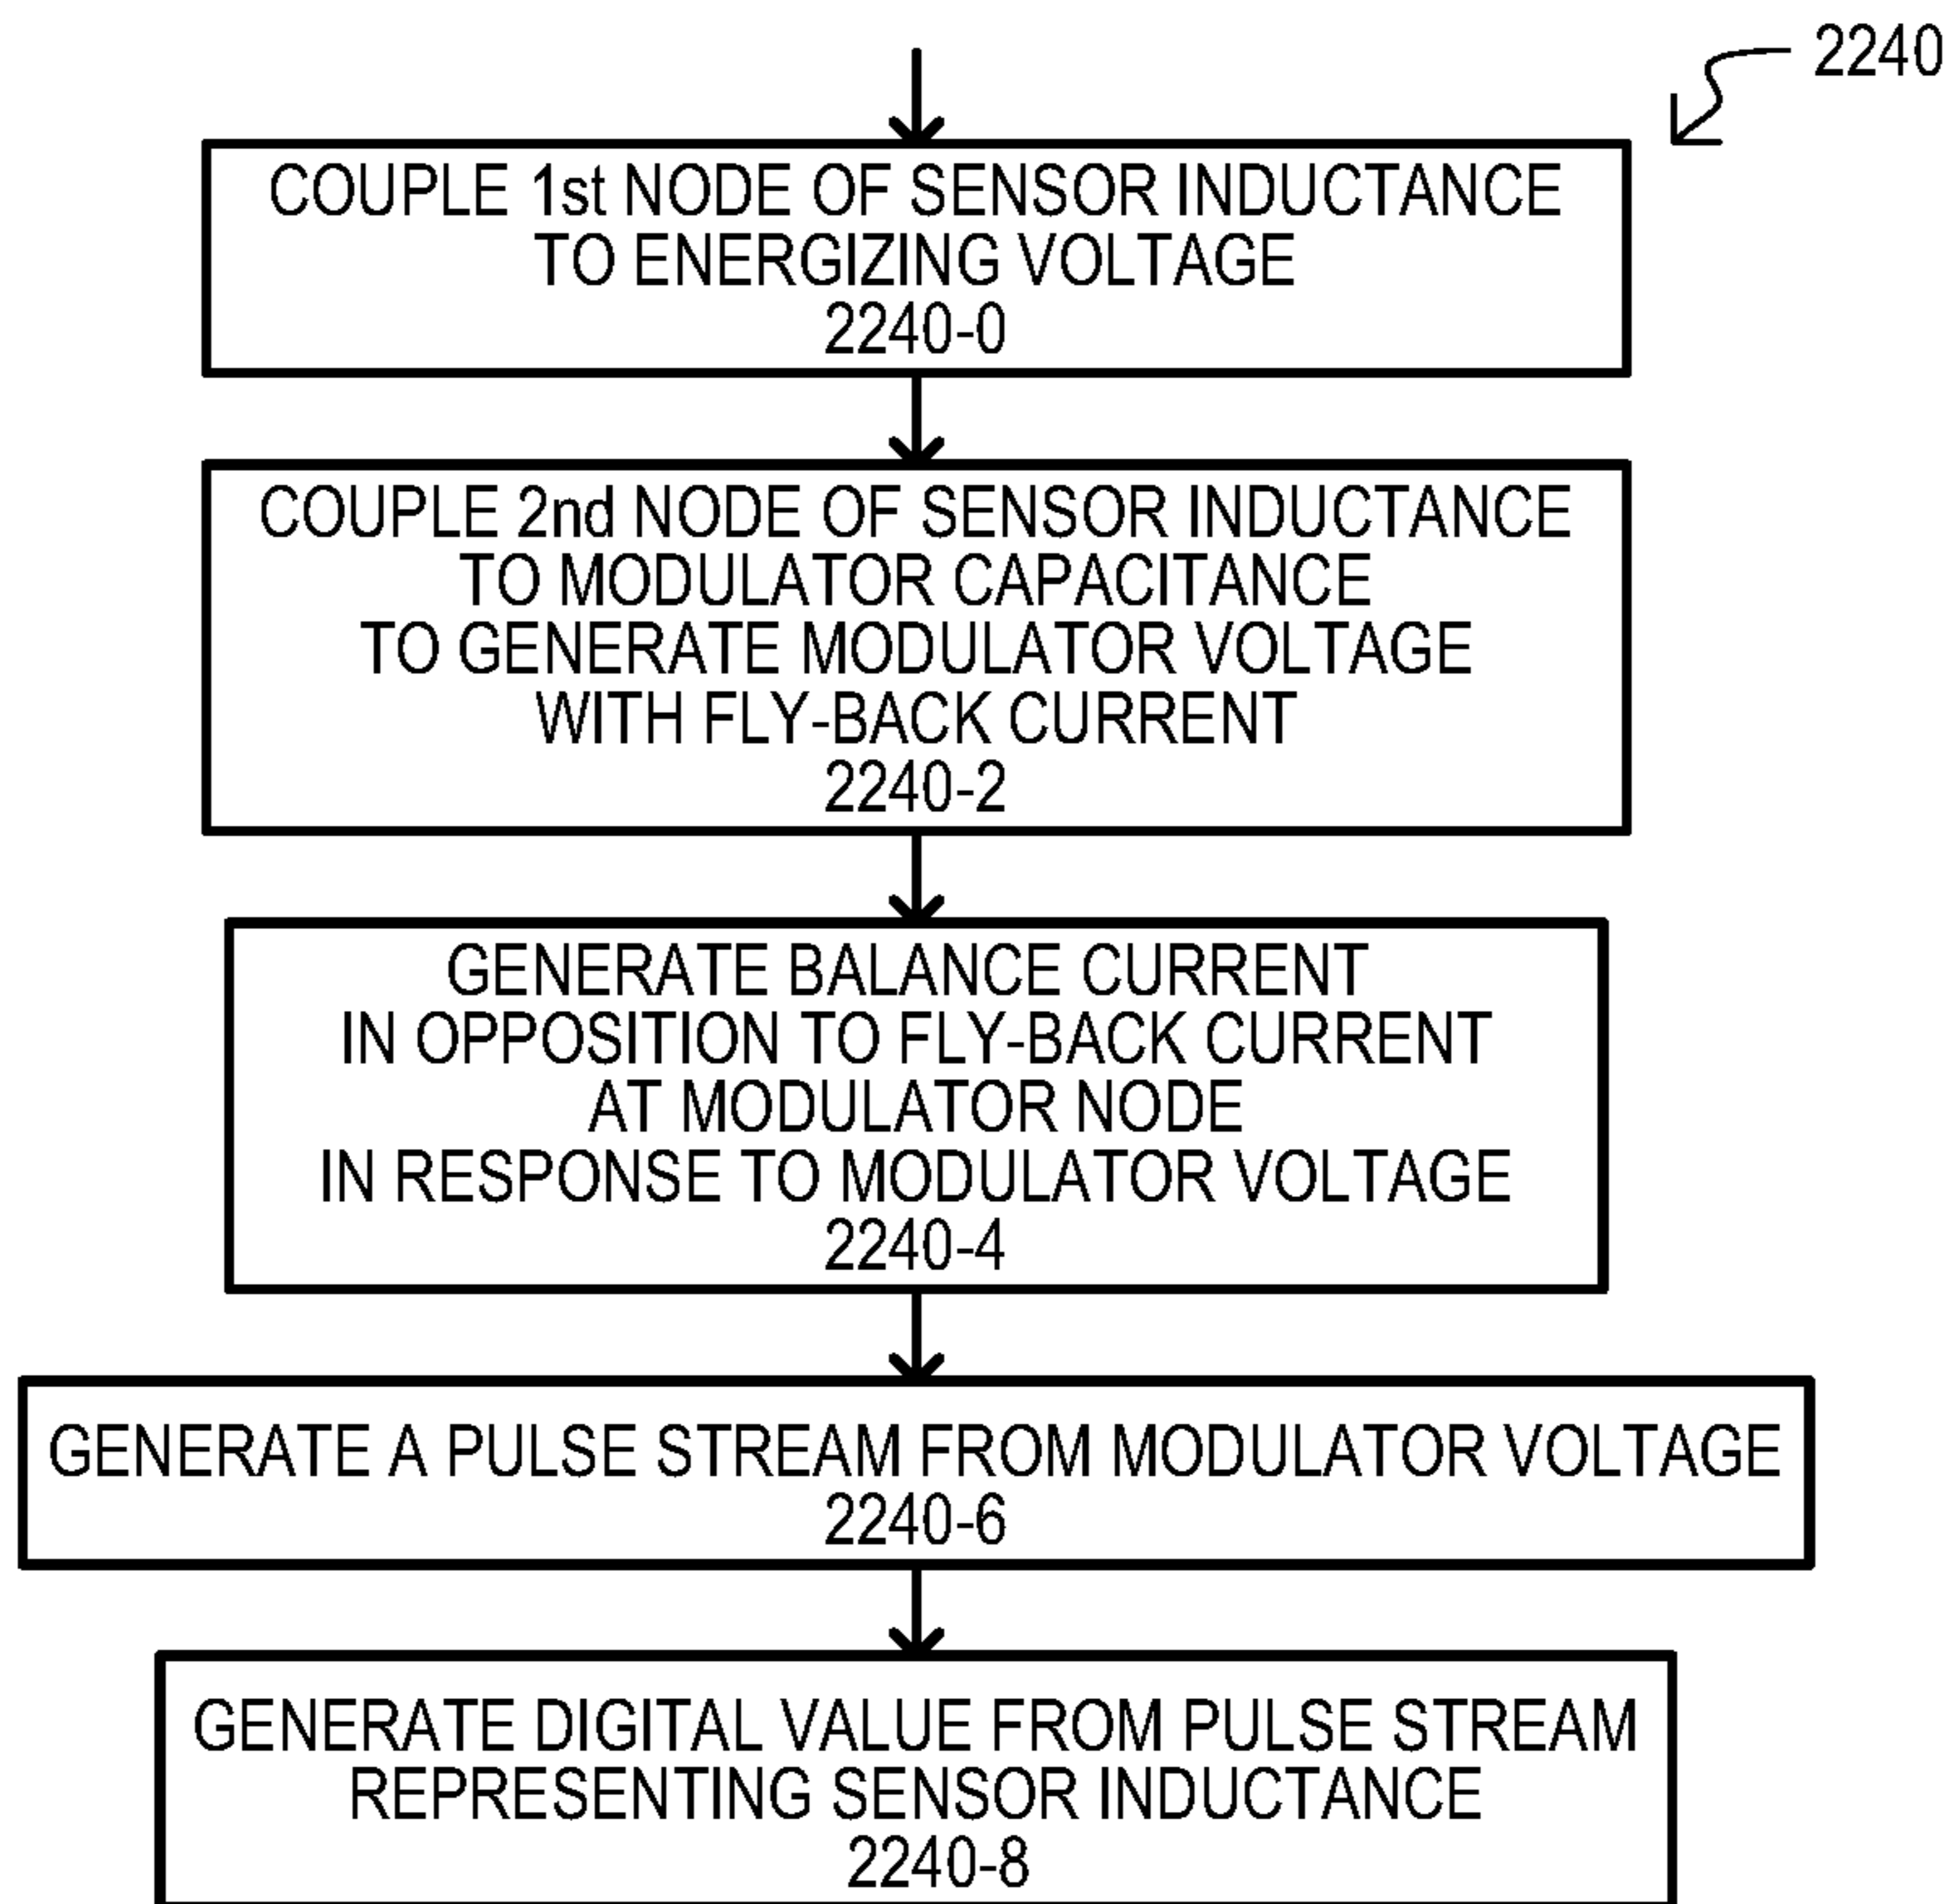 2240
COUPLE 1st NODE OF SENSOR INDUCTANCE
TO ENERGIZING VOLTAGE
2240-0
COUPLE 2nd NODE OF SENSOR INDUCTANCE
TO MODULATOR CAPACITANCE
TO GENERATE MODULATOR VOLTAGE
WITH FLY-BACK CURRENT
2240-2
GENERATE BALANCE CURRENT
IN OPPOSITION TO FLY-BACK CURRENT
AT MODULATOR NODE
IN RESPONSE TO MODULATOR VOLTAGE
2240-4
GENERATE A PULSE STREAM FROM MODULATOR VOLTAGE
2240-6
GENERATE DIGITAL VALUE FROM PULSE STREAM
REPRESENTING SENSOR INDUCTANCE
2240-8